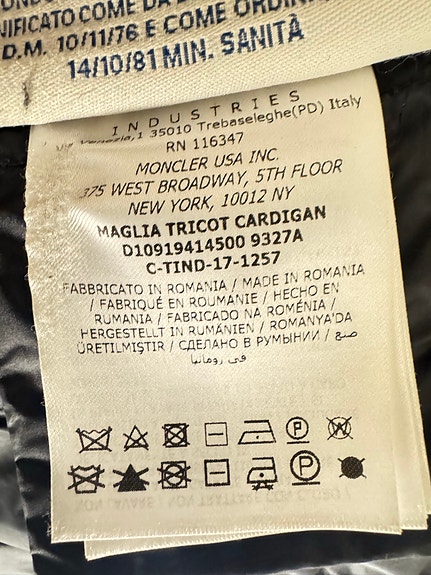 NIFICATO COME DA
D.M. 10/11/76 E COME ORDIN
14/10/81 MIN. SANITÀ
INDUSTRIES
Via Venezia,1 35010 Trebaseleghe(PD) Italy
RN 116347
MONCLER USA INC.
375 WEST BROADWAY, 5TH FLOOR
NEW YORK, 10012 NY
MAGLIA TRICOT CARDIGAN
D10919414500 9327A
C-TIND-17-1257
FABBRICATO IN ROMANIA / MADE IN ROMANIA
/ FABRIQUÉ EN ROUMANIE / HECHO EN
RUMANIA / FABRICADO NA ROMÉNIA /
HERGESTELLT IN RUMÄNIEN / ROMANYA'DA
ÜRETILMIŞTIR / СДЕЛАНО В РУМЫНИИ / صنع
في رومانيا
P W
P